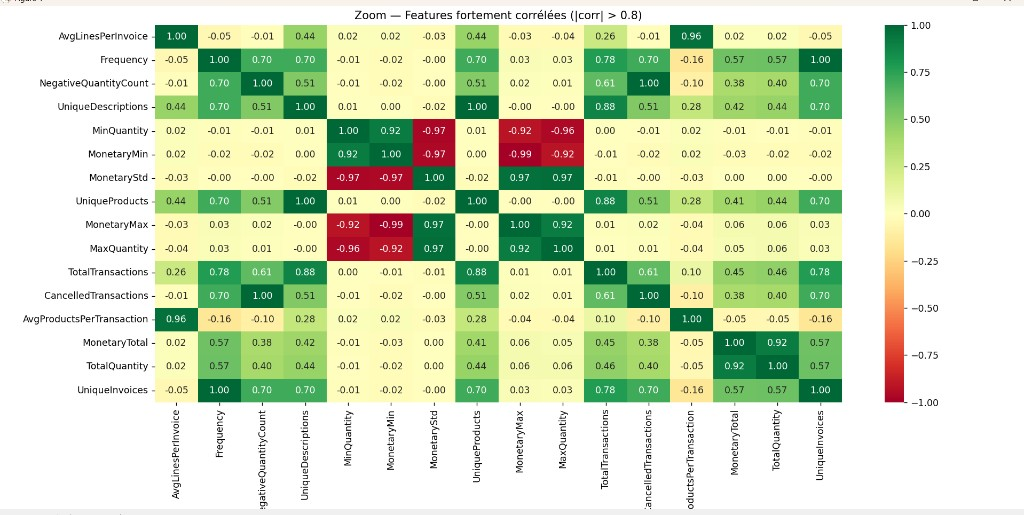 Zoom — Features fortement corrélées (|corr| > 0.8)
AvgLinesPerInvoice 1.00 -0.05 -0.01 0.44 0.02 0.02 -0.03 0.44 -0.03 -0.04 0.26 -0.01 0.96 0.02 0.02 -0.05
Frequency -0.05 1.00 0.70 0.70 -0.01 -0.02 -0.00 0.70 0.03 0.03 0.78 0.70 -0.16 0.57 0.57 1.00
NegativeQuantityCount -0.01 0.70 1.00 0.51 -0.01 -0.02 -0.00 0.51 0.02 0.01 0.61 1.00 -0.10 0.38 0.40 0.70
UniqueDescriptions 0.44 0.70 0.51 1.00 0.01 0.00 -0.02 1.00 -0.00 -0.00 0.88 0.51 0.28 0.42 0.44 0.70
MinQuantity 0.02 -0.01 -0.01 0.01 1.00 0.92 -0.97 0.01 -0.92 -0.96 0.00 -0.01 0.02 -0.01 -0.01 -0.01
MonetaryMin 0.02 -0.02 -0.02 0.00 0.92 1.00 -0.97 0.00 -0.99 -0.92 -0.01 -0.02 0.02 -0.03 -0.02 -0.02
MonetaryStd -0.03 -0.00 -0.00 -0.02 -0.97 -0.97 1.00 -0.02 0.97 0.97 -0.01 -0.00 -0.03 0.00 0.00 -0.00
UniqueProducts 0.44 0.70 0.51 1.00 0.01 0.00 -0.02 1.00 -0.00 -0.00 0.88 0.51 0.28 0.41 0.44 0.70
MonetaryMax -0.03 0.03 0.02 -0.00 -0.92 -0.99 0.97 -0.00 1.00 0.92 0.01 0.02 -0.04 0.06 0.06 0.03
MaxQuantity -0.04 0.03 0.01 -0.00 -0.96 -0.92 0.97 -0.00 0.92 1.00 0.01 0.01 -0.04 0.05 0.06 0.03
TotalTransactions 0.26 0.78 0.61 0.88 0.00 -0.01 -0.01 0.88 0.01 0.01 1.00 0.61 0.10 0.45 0.46 0.78
CancelledTransactions -0.01 0.70 1.00 0.51 -0.01 -0.02 -0.00 0.51 0.02 0.01 0.61 1.00 -0.10 0.38 0.40 0.70
AvgProductsPerTransaction 0.96 -0.16 -0.10 0.28 0.02 0.02 -0.03 0.28 -0.04 -0.04 0.10 -0.10 1.00 -0.05 -0.05 -0.16
MonetaryTotal 0.02 0.57 0.38 0.42 -0.01 -0.03 0.00 0.41 0.06 0.05 0.45 0.38 -0.05 1.00 0.92 0.57
TotalQuantity 0.02 0.57 0.40 0.44 -0.01 -0.02 0.00 0.44 0.06 0.06 0.46 0.40 -0.05 0.92 1.00 0.57
UniqueInvoices -0.05 1.00 0.70 0.70 -0.01 -0.02 -0.00 0.70 0.03 0.03 0.78 0.70 -0.16 0.57 0.57 1.00
AvgLinesPerInvoice
Frequency
gativeQuantityCount
UniqueDescriptions
MinQuantity
MonetaryMin
MonetaryStd
UniqueProducts
MonetaryMax
MaxQuantity
TotalTransactions
ancelledTransactions
oductsPerTransaction
MonetaryTotal
TotalQuantity
UniqueInvoices
1.00
0.75
0.50
0.25
0.00
−0.25
−0.50
−0.75
−1.00